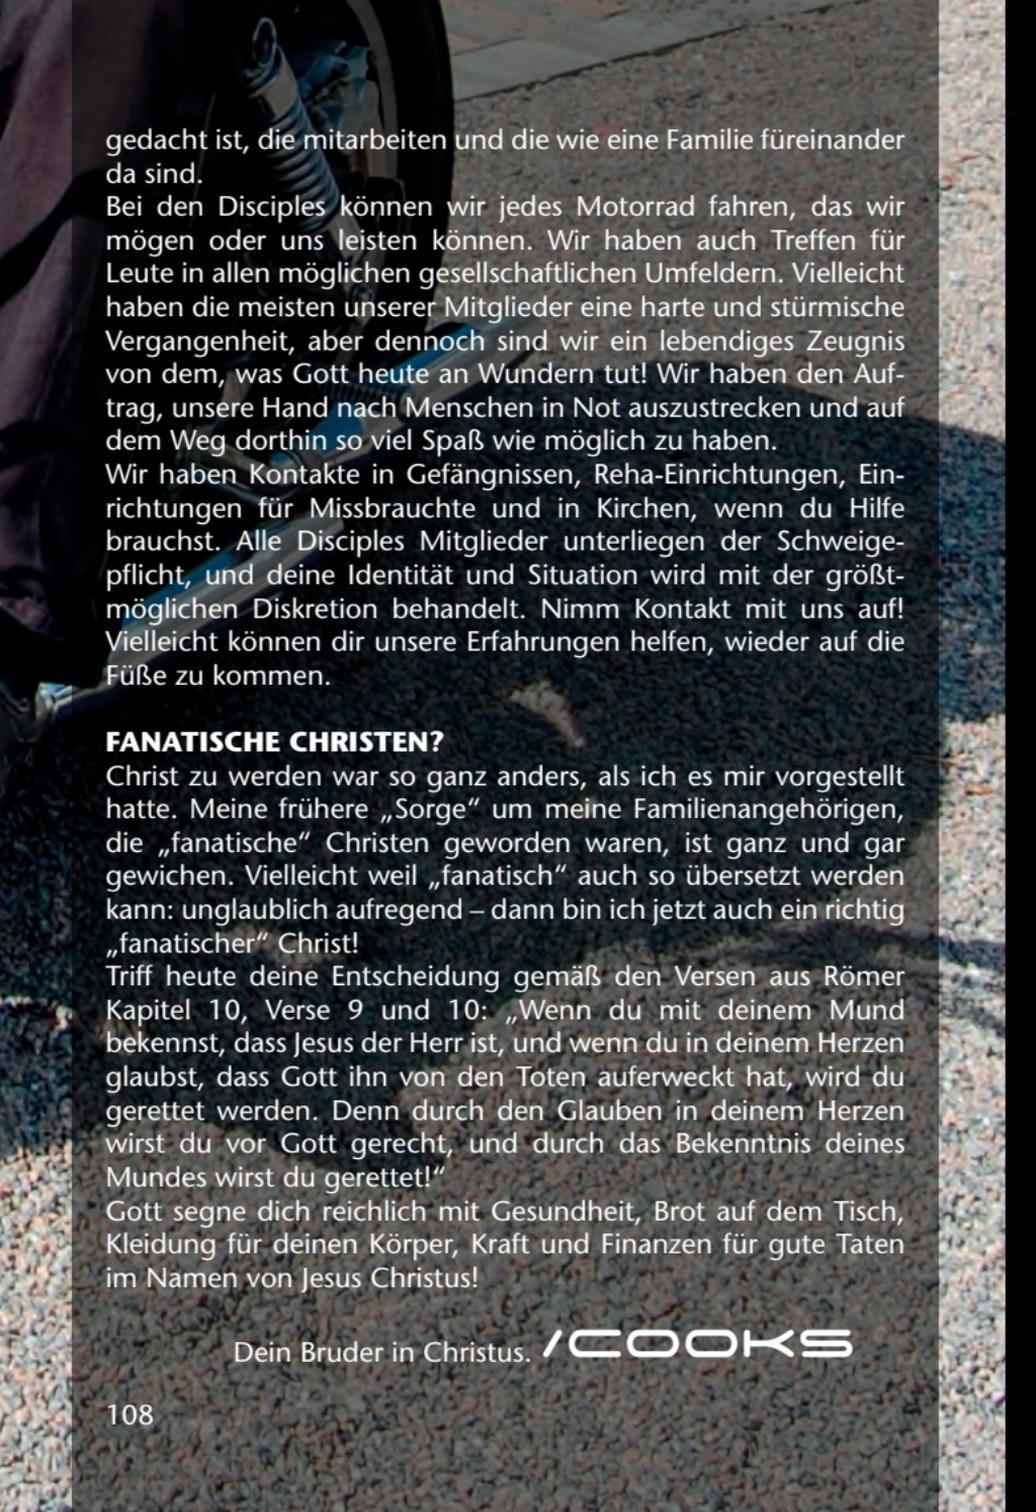 gedacht ist, die mitarbeiten und die wie eine Familie füreinander
da sind.
Bei den Disciples können wir jedes Motorrad fahren, das wir
mögen oder uns leisten können. Wir haben auch Treffen für
Leute in allen möglichen gesellschaftlichen Umfeldern. Vielleicht
haben die meisten unserer Mitglieder eine harte und stürmische
Vergangenheit, aber dennoch sind wir ein lebendiges Zeugnis
von dem, was Gott heute an Wundern tut! Wir haben den Auf-
trag, unsere Hand nach Menschen in Not auszustrecken und auf
dem Weg dorthin so viel Spaß wie möglich zu haben.
Wir haben Kontakte in Gefängnissen, Reha-Einrichtungen, Ein-
richtungen für Missbrauchte und in Kirchen, wenn du Hilfe
brauchst. Alle Disciples Mitglieder unterliegen der Schweige-
pflicht, und deine Identität und Situation wird mit der größt-
möglichen Diskretion behandelt. Nimm Kontakt mit uns auf!
Vielleicht können dir unsere Erfahrungen helfen, wieder auf die
Füße zu kommen.
FANATISCHE CHRISTEN?
Christ zu werden war so ganz anders, als ich es mir vorgestellt
hatte. Meine frühere „Sorge“ um meine Familienangehörigen,
die „fanatische“ Christen geworden waren, ist ganz und gar
gewichen. Vielleicht weil „fanatisch“ auch so übersetzt werden
kann: unglaublich aufregend – dann bin ich jetzt auch ein richtig
„fanatischer“ Christ!
Triff heute deine Entscheidung gemäß den Versen aus Römer
Kapitel 10, Verse 9 und 10: „Wenn du mit deinem Mund
bekennst, dass Jesus der Herr ist, und wenn du in deinem Herzen
glaubst, dass Gott ihn von den Toten auferweckt hat, wird du
gerettet werden. Denn durch den Glauben in deinem Herzen
wirst du vor Gott gerecht, und durch das Bekenntnis deines
Mundes wirst du gerettet!“
Gott segne dich reichlich mit Gesundheit, Brot auf dem Tisch,
Kleidung für deinen Körper, Kraft und Finanzen für gute Taten
im Namen von Jesus Christus!
Dein Bruder in Christus. /COOKS
108